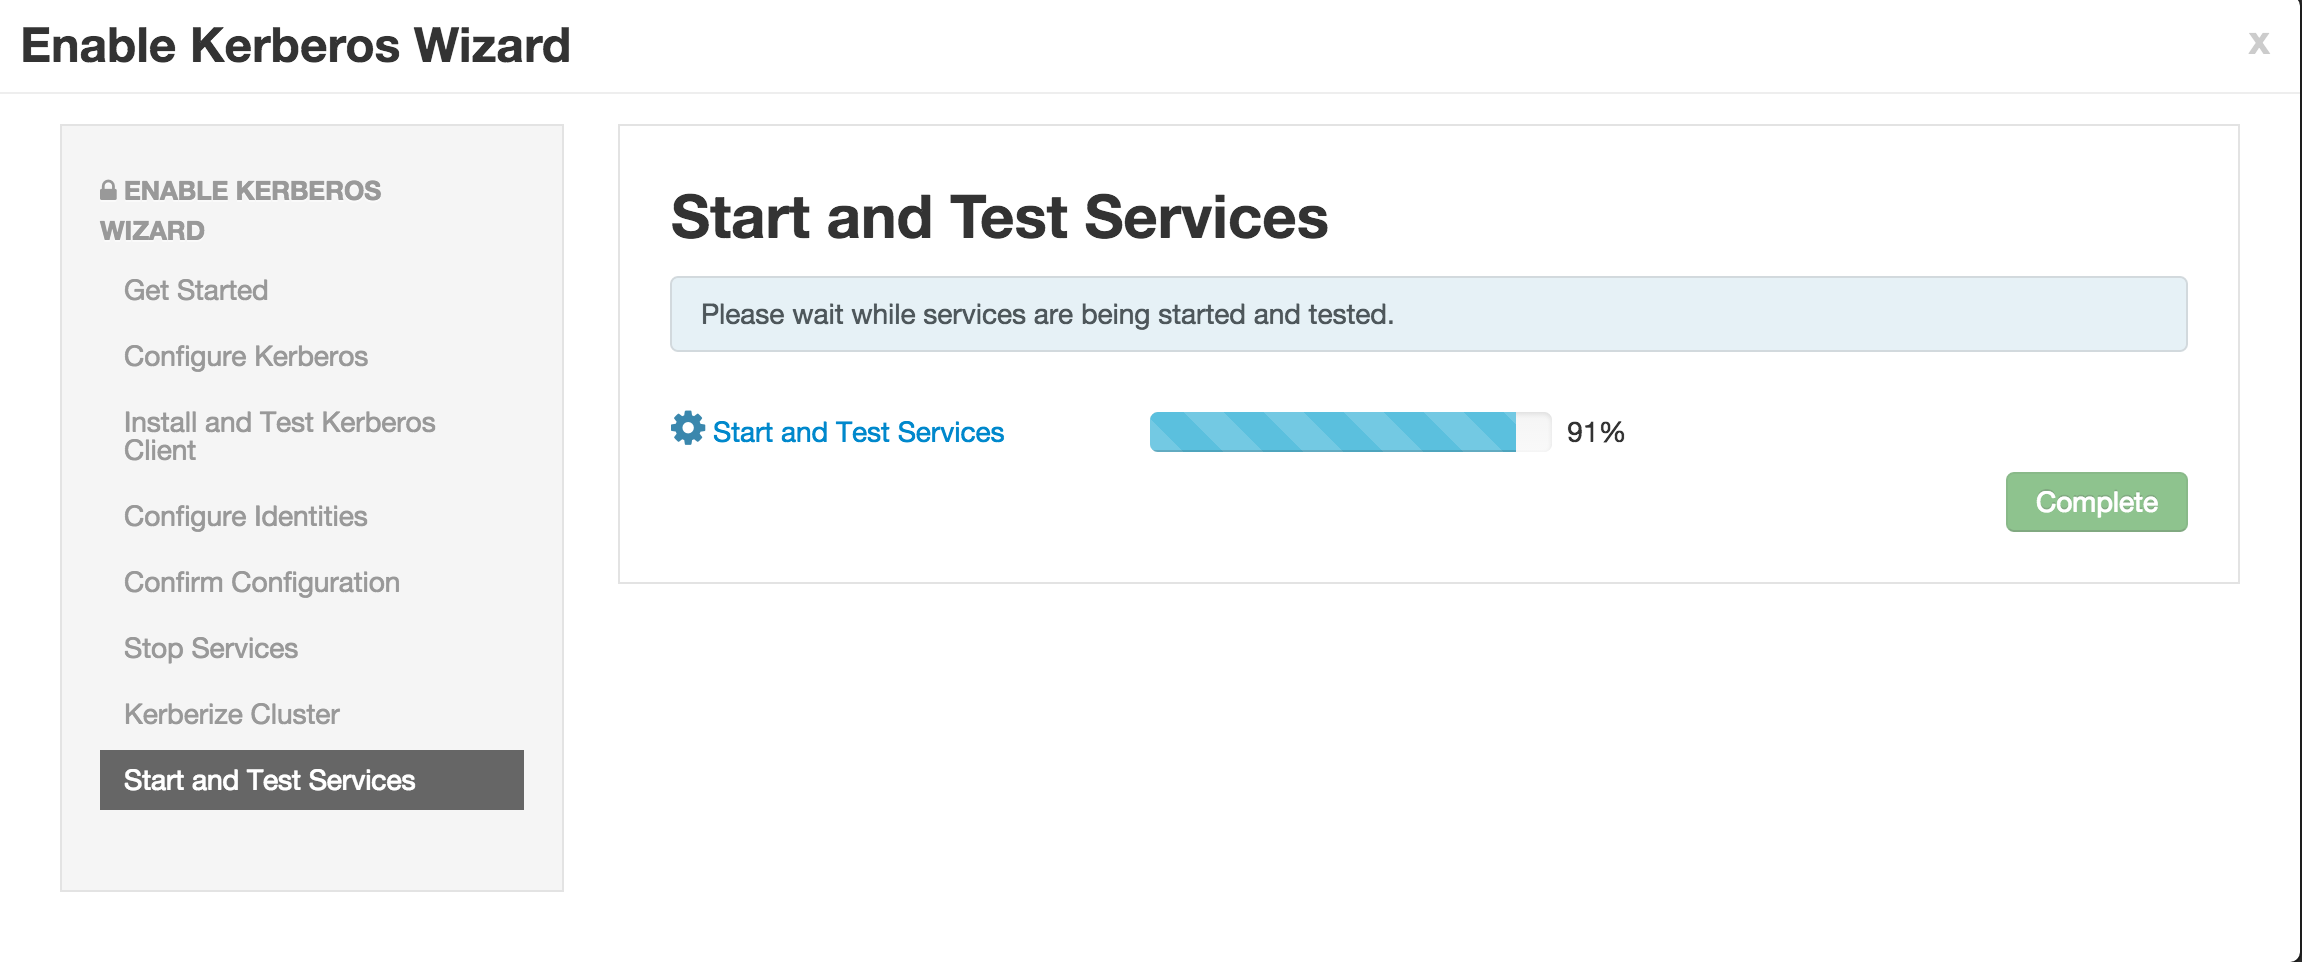 Enable Kerberos Wizard
x
ENABLE KERBEROS
WIZARD
Get Started
Configure Kerberos
Install and Test Kerberos
Client
Configure Identities
Confirm Configuration
Stop Services
Kerberize Cluster
Start and Test Services
Start and Test Services
Please wait while services are being started and tested.
Start and Test Services 91%
Complete